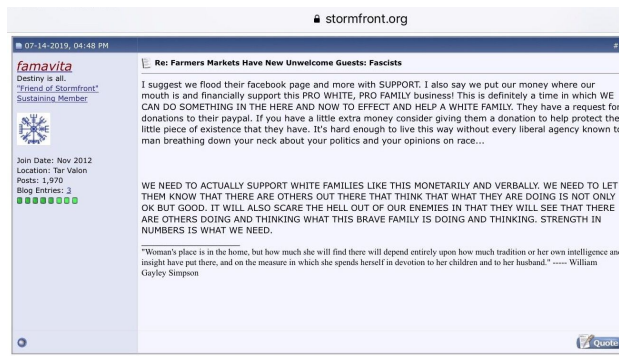 stormfront.org
07-14-2019, 04:48 PM
#
famavita
Destiny is all.
"Friend of Stormfront"
Sustaining Member
Join Date: Nov 2012
Location: Tar Valon
Posts: 1,970
Blog Entries: 3
Re: Farmers Markets Have New Unwelcome Guests: Fascists
I suggest we flood their facebook page and more with SUPPORT. I also say we put our money where our
mouth is and financially support this PRO WHITE, PRO FAMILY business! This is definitely a time in which WE
CAN DO SOMETHING IN THE HERE AND NOW TO EFFECT AND HELP A WHITE FAMILY. They have a request for
donations to their paypal. If you have a little extra money consider giving them a donation to help protect the
little piece of existence that they have. It's hard enough to live this way without every liberal agency known to
man breathing down your neck about your politics and your opinions on race...
WE NEED TO ACTUALLY SUPPORT WHITE FAMILIES LIKE THIS MONETARILY AND VERBALLY. WE NEED TO LET
THEM KNOW THAT THERE ARE OTHERS OUT THERE THAT THINK THAT WHAT THEY ARE DOING IS NOT ONLY
OK BUT GOOD. IT WILL ALSO SCARE THE HELL OUT OF OUR ENEMIES IN THAT THEY WILL SEE THAT THERE
ARE OTHERS DOING AND THINKING WHAT THIS BRAVE FAMILY IS DOING AND THINKING. STRENGTH IN
NUMBERS IS WHAT WE NEED.
"Woman's place is in the home, but how much she will find there will depend entirely upon how much tradition or her own intelligence and
insight have put there, and on the measure in which she spends herself in devotion to her children and to her husband." ----- William
Gayley Simpson
Quote